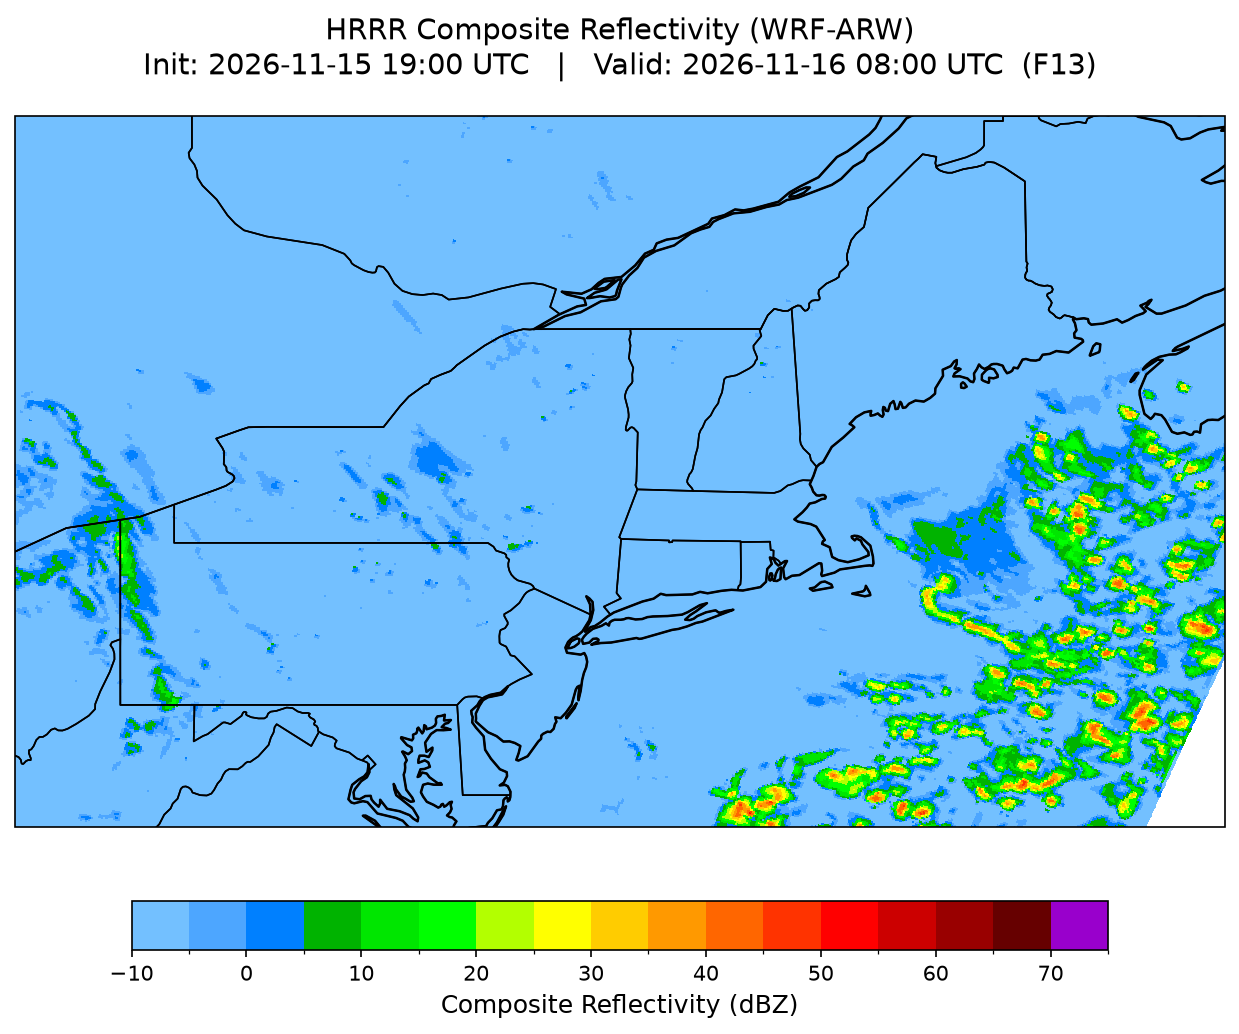 HRRR Composite Reflectivity (WRF-ARW)
Init: 2026-11-15 19:00 UTC   |   Valid: 2026-11-16 08:00 UTC  (F13)
−10 0 10 20 30 40 50 60 70
Composite Reflectivity (dBZ)